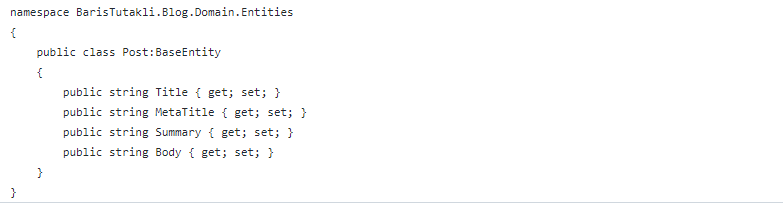 namespace BarisTutakli.Blog.Domain.Entities
{
    public class Post:BaseEntity
    {
        public string Title { get; set; }
        public string MetaTitle { get; set; }
        public string Summary { get; set; }
        public string Body { get; set; }
    }
}